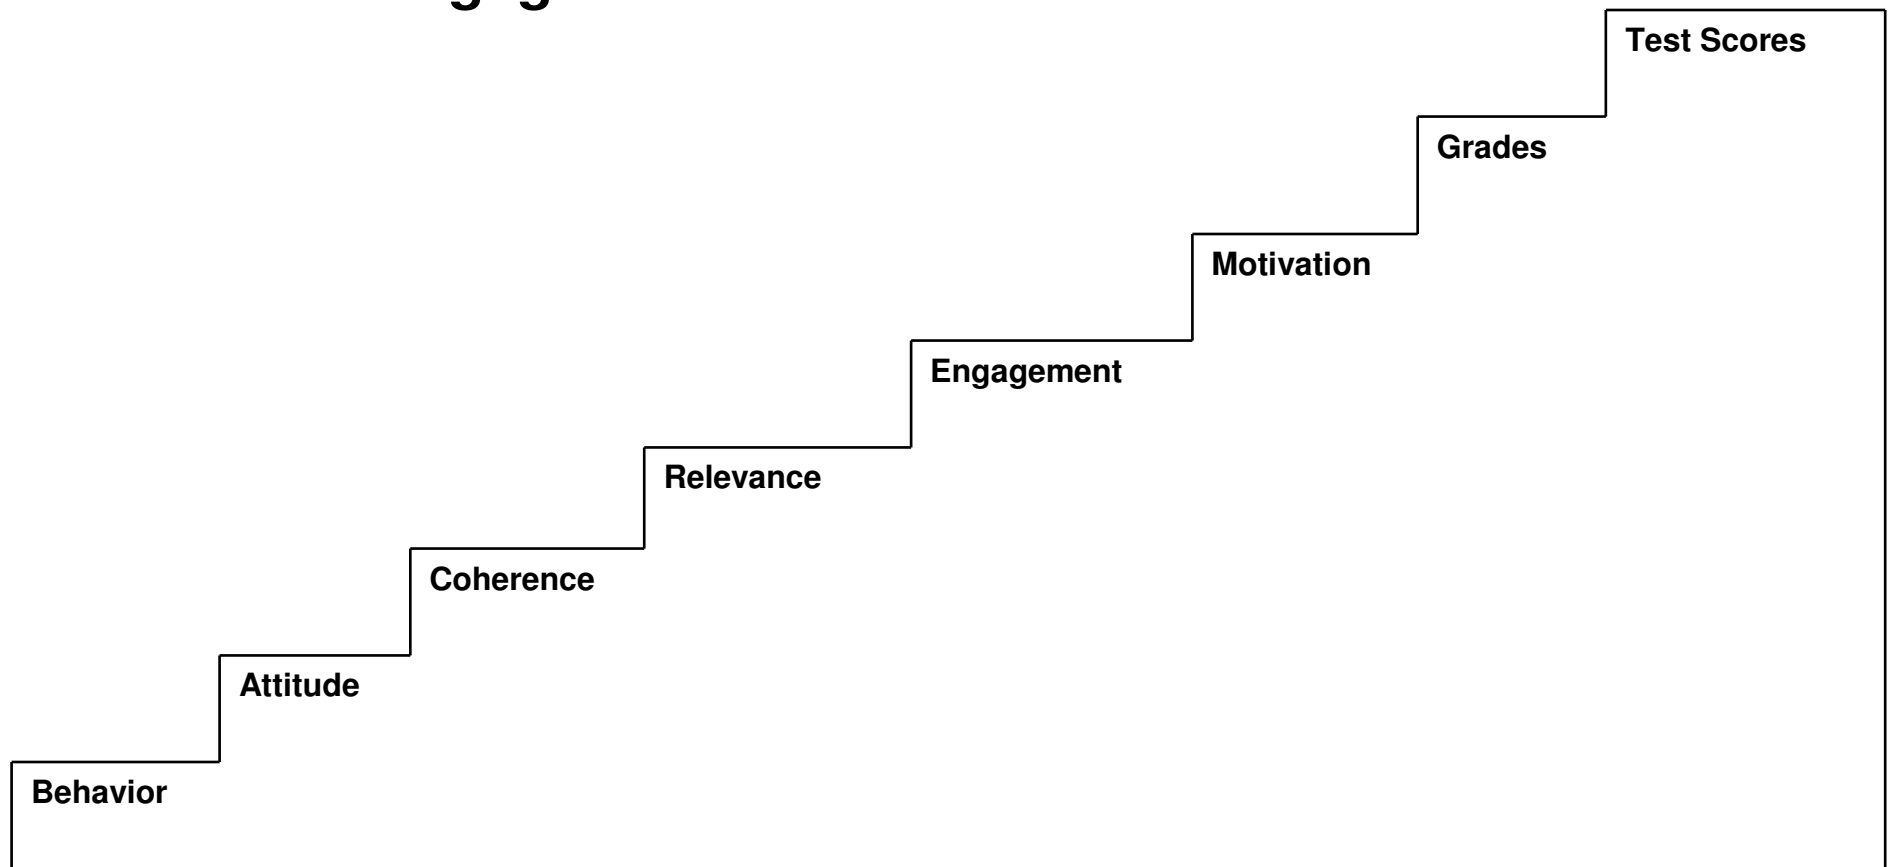 Test Scores
Grades
Motivation
Engagement
Relevance
Coherence
Attitude
Behavior